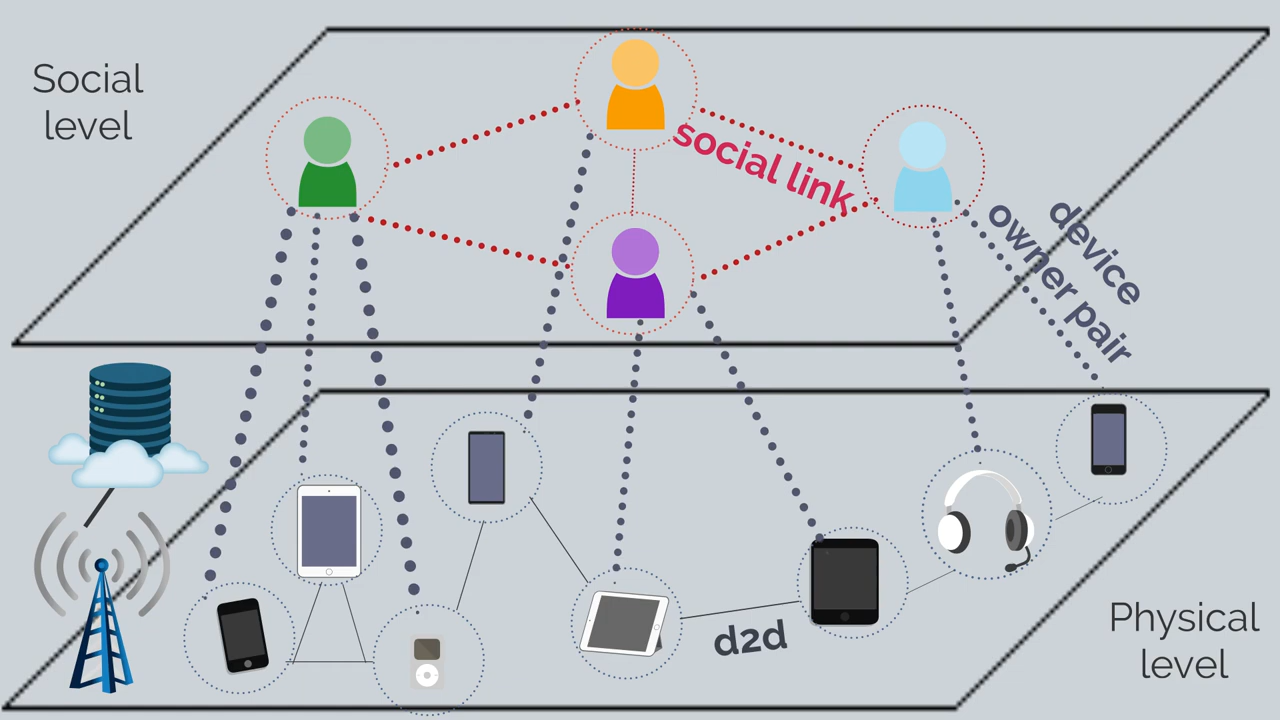 Social
level
social link
device
owner pair
d2d
Physical
level